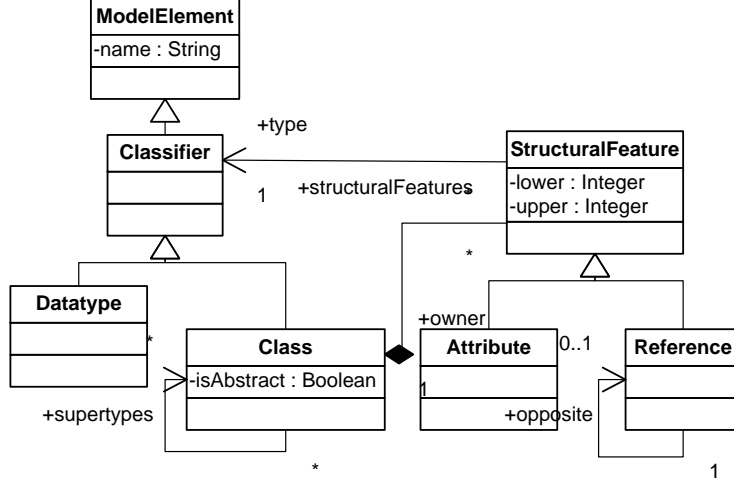 ModelElement
-name : String
+type
Classifier
StructuralFeature
1
+structuralFeatures
*
-lower : Integer
-upper : Integer
*
Datatype
*
+owner
Class
Attribute
0..1
Reference
-isAbstract : Boolean
1
+supertypes
+opposite
*
1